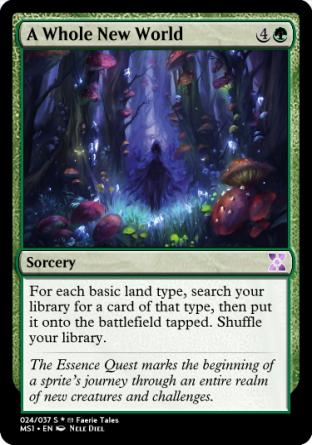 A Whole New World 4
Sorcery
For each basic land type, search your
library for a card of that type, then put
it onto the battlefield tapped. Shuffle
your library.
The Essence Quest marks the beginning of
a sprite's journey through an entire realm
of new creatures and challenges.
024/037 S * Faerie Tales
MS1 • EN NELE DIEL